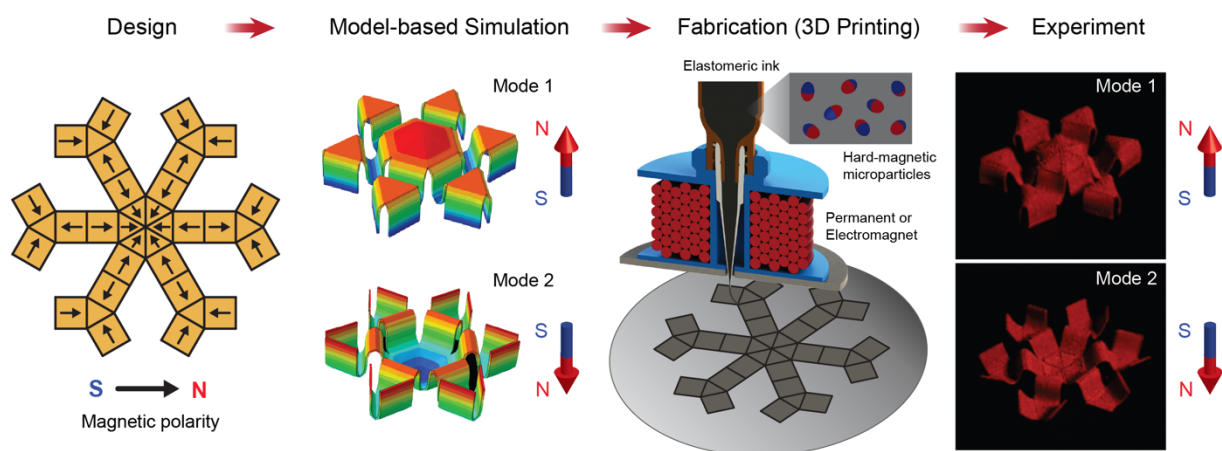 Design
Model-based Simulation
Fabrication (3D Printing)
Experiment
S N
Magnetic polarity
Mode 1
N
S
Mode 2
S
N
Elastomeric ink
Hard-magnetic
microparticles
Permanent or
Electromagnet
Mode 1
N
S
Mode 2
S
N